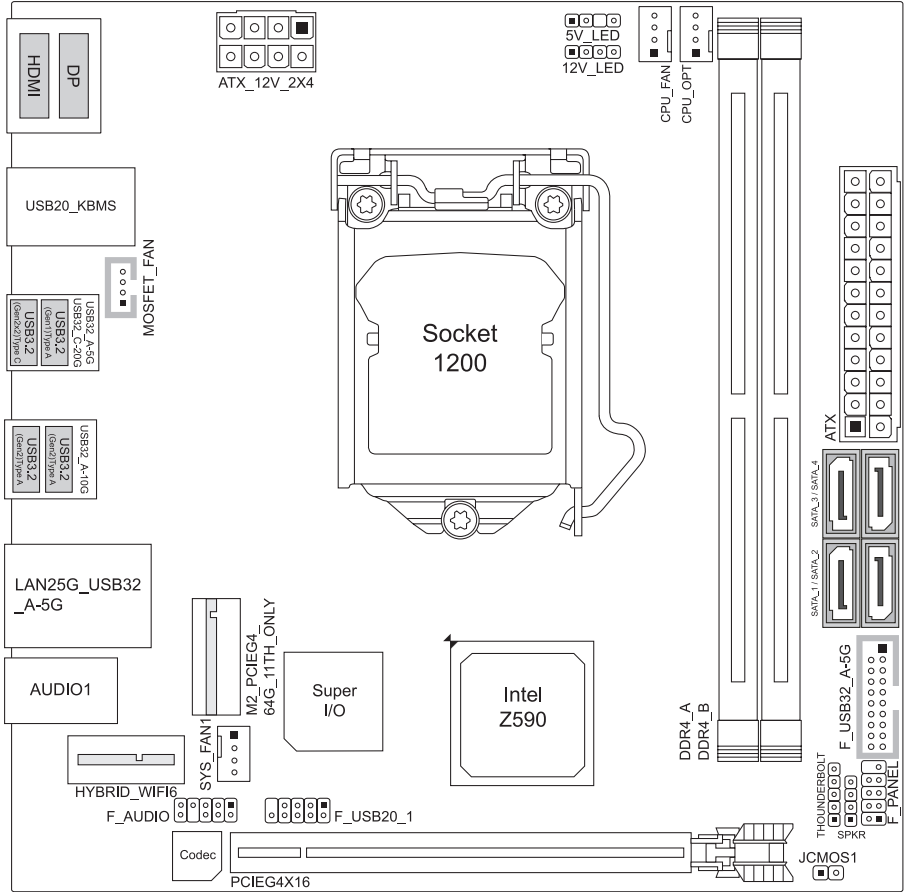 HDMI
DP
ATX_12V_2X4
5V_LED
12V_LED
CPU_FAN
CPU_OPT
USB20_KBMS
MOSFET_FAN
USB3.2
(Gen2x2)Type C
USB3.2
(Gen1)Type A
USB32_A-5G
USB32_C-20G
Socket
1200
ATX
USB3.2
(Gen2)Type A
USB3.2
(Gen2)Type A
USB32_A-10G
SATA_3 / SATA_4
SATA_1 / SATA_2
LAN25G_USB32
_A-5G
M2_PCIEG4_
64G_11TH_ONLY
AUDIO1
Super
I/O
Intel
Z590
DDR4_A
DDR4_B
F_USB32_A-5G
SYS_FAN1
HYBRID_WIFI6
THOUNDERBOLT
SPKR
F_PANEL
F_AUDIO
F_USB20_1
Codec
PCIEG4X16
JCMOS1